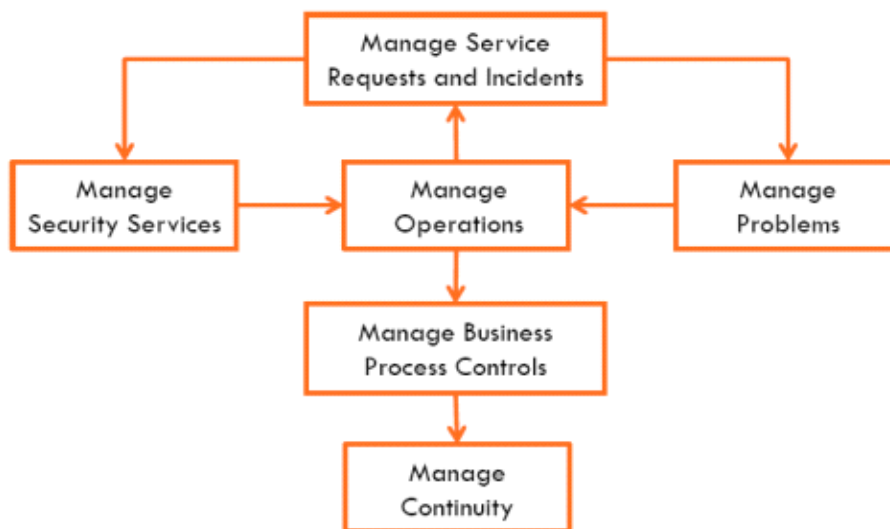 Manage Service
Requests and Incidents
Manage
Security Services
Manage
Operations
Manage
Problems
Manage Business
Process Controls
Manage
Continuity